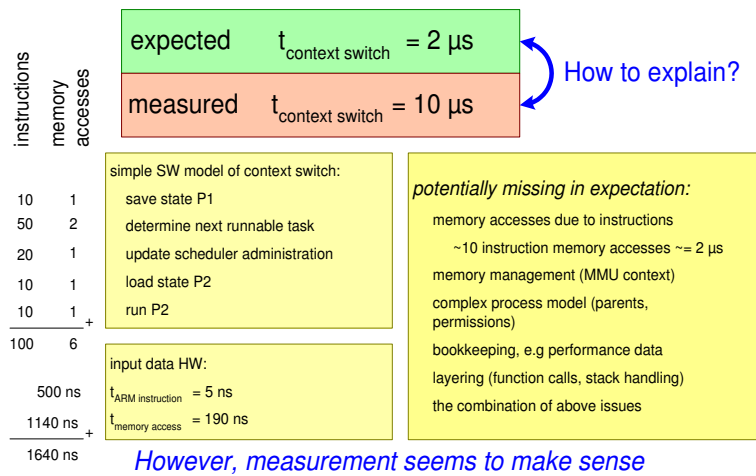 expected t context switch = 2 µs
measured t context switch = 10 µs
How to explain?
instructions
memory
accesses
simple SW model of context switch:
10 1 save state P1
50 2 determine next runnable task
20 1 update scheduler administration
10 1 load state P2
10 1 run P2
+
100 6
input data HW:
500 ns
t ARM instruction = 5 ns
1140 ns +
t memory access = 190 ns
1640 ns
potentially missing in expectation:
memory accesses due to instructions
~10 instruction memory accesses ~= 2 µs
memory management (MMU context)
complex process model (parents,
permissions)
bookkeeping, e.g performance data
layering (function calls, stack handling)
the combination of above issues
However, measurement seems to make sense